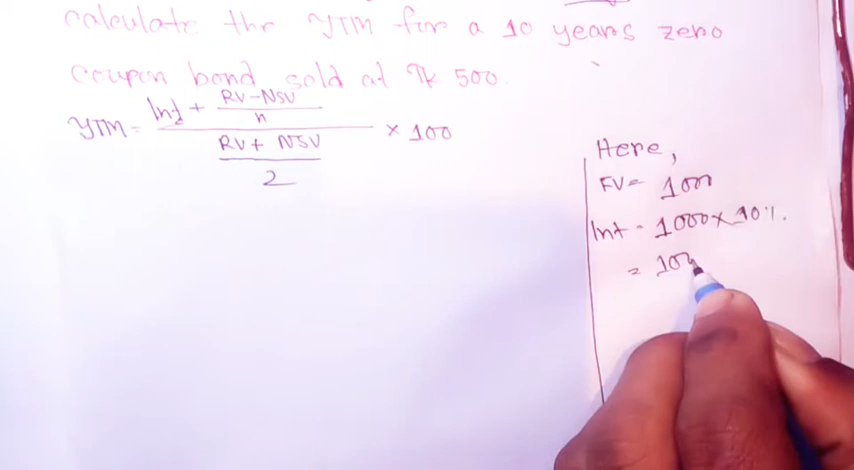 calculate the YTM for a 10 years zero
coupon bond sold at Tk 500.
YTM = Int + RV-NSV
n
RV + NSV
2
× 100
Here,
FV = 1000
Int = 1000 × 10%.
= 100